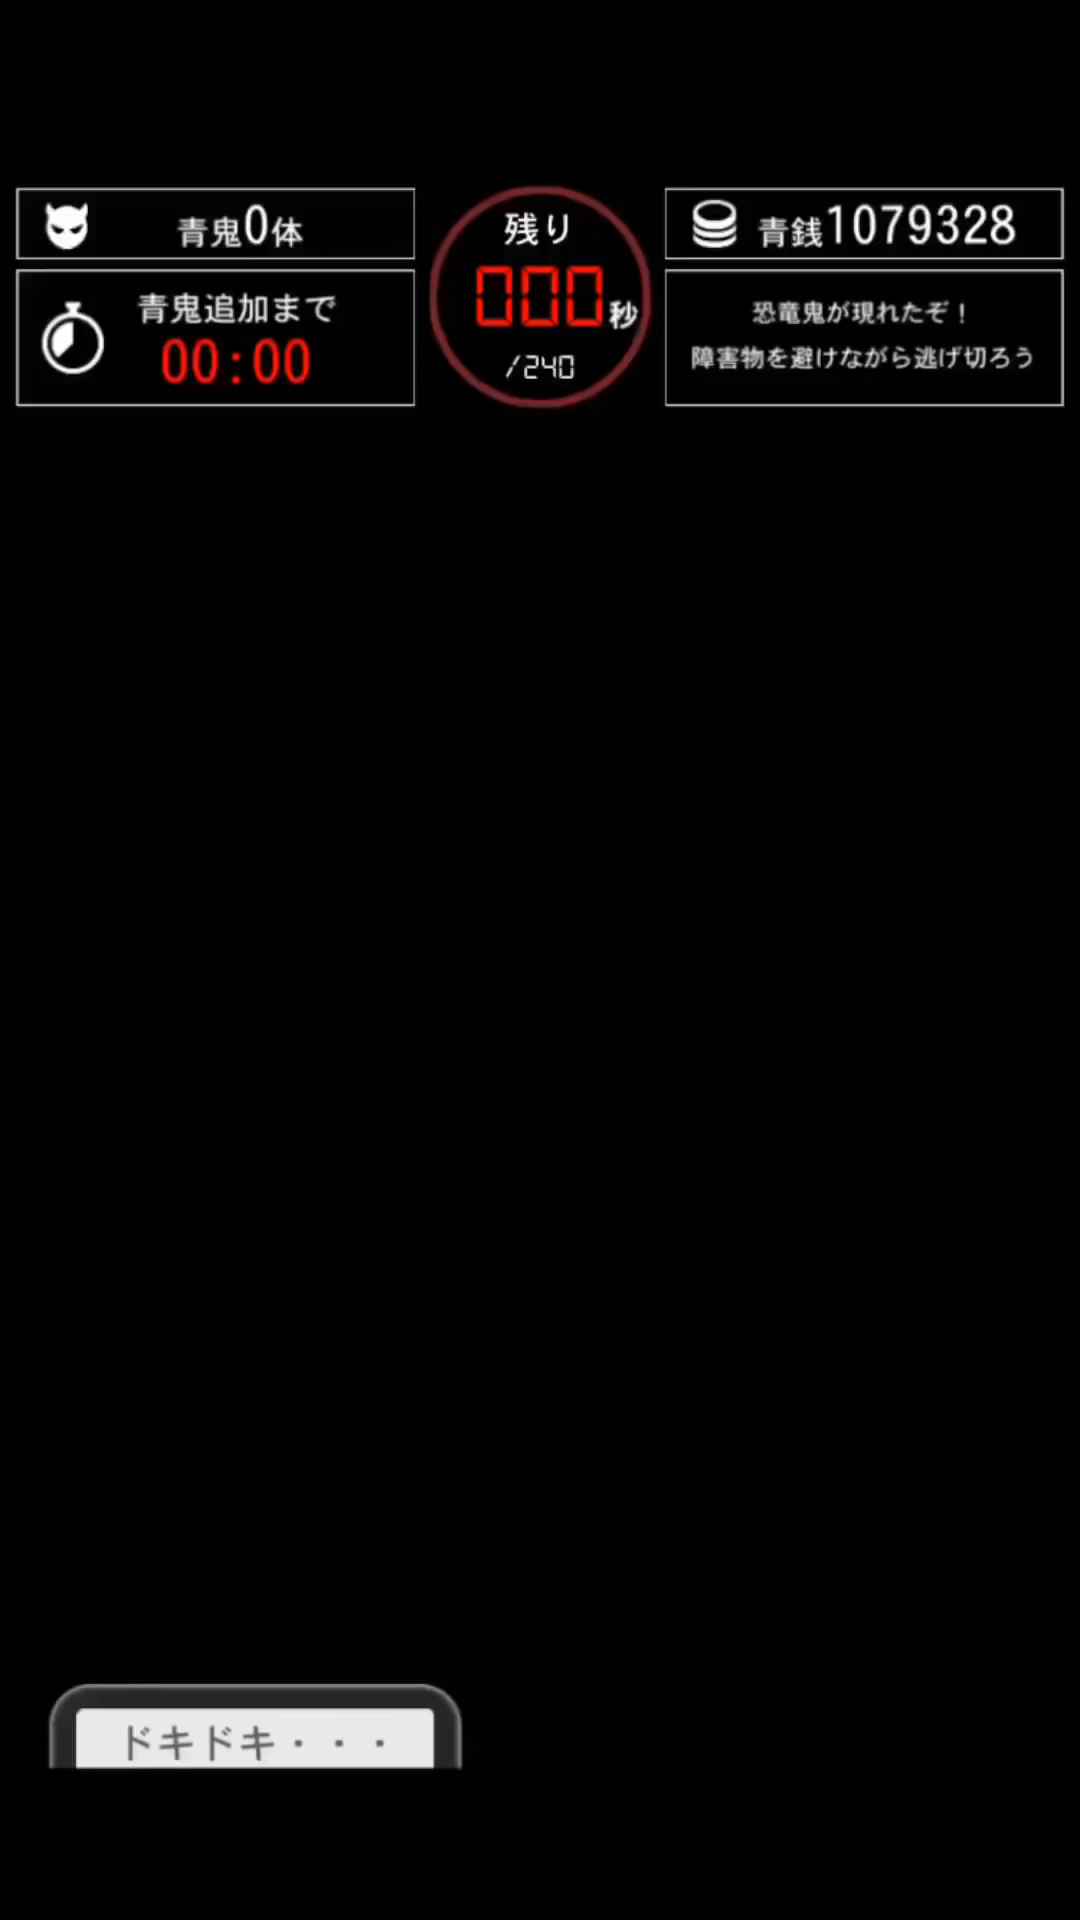 青鬼0体
青鬼追加まで
00:00
残り
000秒
/240
青銭1079328
恐竜鬼が現れたぞ！
障害物を避けながら逃げ切ろう
ドキドキ・・・